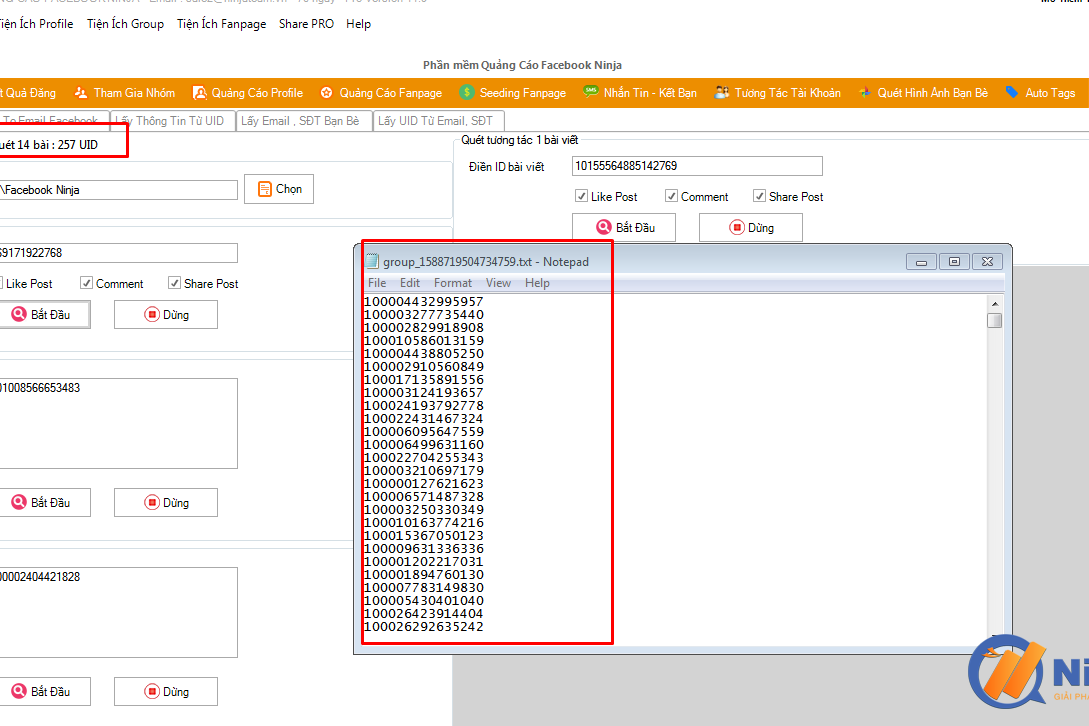 Tiện Ích Profile Tiện Ích Group Tiện Ích Fanpage Share PRO Help
Phần mềm Quảng Cáo Facebook Ninja
t Quả Đăng Tham Gia Nhóm Quảng Cáo Profile Quảng Cáo Fanpage Seeding Fanpage Nhắn Tin - Kết Bạn Tương Tác Tài Khoản Quét Hình Ảnh Bạn Bè Auto Tags
To Email Facebook Lấy Thông Tin Từ UID Lấy Email , SĐT Bạn Bè Lấy UID Từ Email, SĐT
uét 14 bài : 257 UID
\Facebook Ninja
Chọn
69171922768
Like Post Comment Share Post
Bắt Đầu Dừng
01008566653483
Bắt Đầu Dừng
00002404421828
Bắt Đầu Dừng
Quét tương tác 1 bài viết
Điền ID bài viết 10155564885142769
Like Post Comment Share Post
Bắt Đầu Dừng
group_1588719504734759.txt - Notepad
File Edit Format View Help
100004432995957
100003277735440
100002829918908
100010586013159
100004438805250
100002910560849
100017135891556
100003124193657
100024193792778
100022431467324
100006095647559
100006499631160
100022704255343
100003210697179
100000127621623
100006571487328
100003250330349
100010163774216
100015367050123
100009631336336
100001202217031
100001894760130
100007783149830
100005430401040
100026423914404
100026292635242
Ni
GIẢI PHÁ